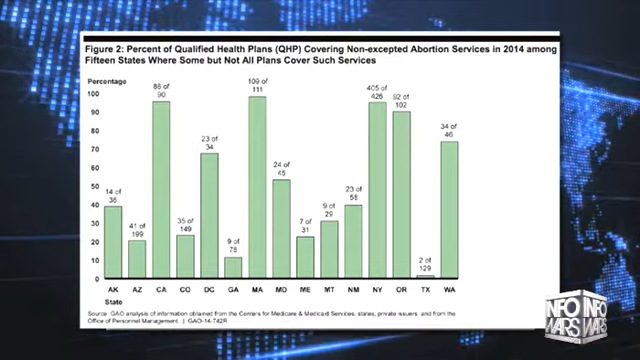 Figure 2: Percent of Qualified Health Plans (QHP) Covering Non-excepted Abortion Services in 2014 among
Fifteen States Where Some but Not All Plans Cover Such Services
Percentage
100
90
80
70
60
50
40
30
20
10
0
14 of
36
41 of
199
86 of
90
35 of
149
23 of
34
9 of
78
109 of
111
24 of
45
7 of
31
9 of
29
23 of
58
405 of
426
92 of
102
2 of
129
34 of
46
AK AZ CA CO DC GA MA MD ME MT NM NY OR TX WA
State
Source: GAO analysis of information obtained from the Centers for Medicare & Medicaid Services, states, private issuers, and from the
Office of Personnel Management. | GAO-14-742R
INFO INFO
WARS WARS